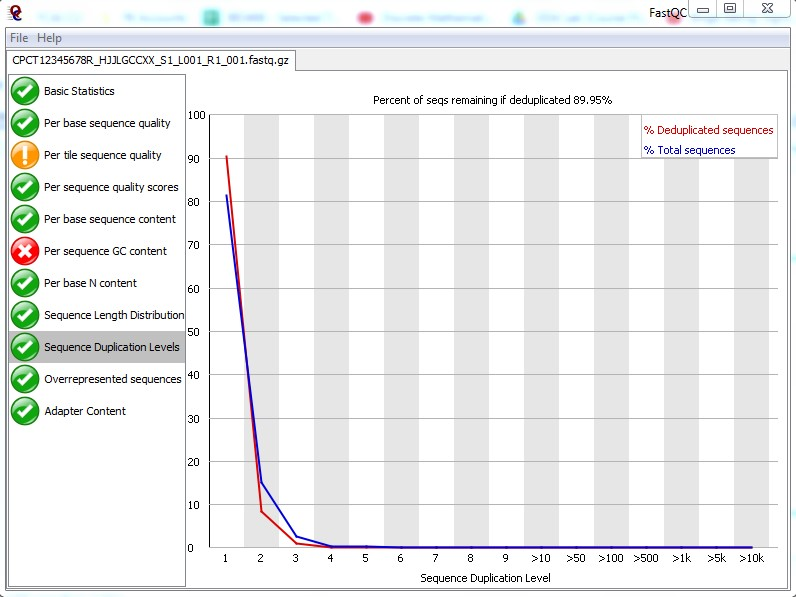 FastQC
File Help
CPCT12345678R_HJJLGCCXX_S1_L001_R1_001.fastq.gz
Basic Statistics
Per base sequence quality
Per tile sequence quality
Per sequence quality scores
Per base sequence content
Per sequence GC content
Per base N content
Sequence Length Distribution
Sequence Duplication Levels
Overrepresented sequences
Adapter Content
Percent of seqs remaining if deduplicated 89.95%
% Deduplicated sequences
% Total sequences
100
90
80
70
60
50
40
30
20
10
0
1 2 3 4 5 6 7 8 9 >10 >50 >100 >500 >1k >5k >10k
Sequence Duplication Level